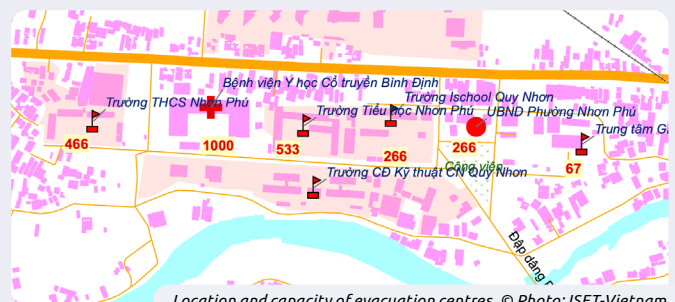 Bệnh viện Y học Cổ truyền Bình Định
Trường THCS Nhơn Phú
Trường Ischool Quy Nhơn
Trường Tiểu học Nhơn Phú
UBND Phường Nhơn Phú
Trung tâm
466
1000
533
266
266
67
Công viên
Trường CĐ Kỹ thuật CN Quy Nhơn
Đập dâng
Location and capacity of evacuation centres. © Photo: ISET-Vietnam